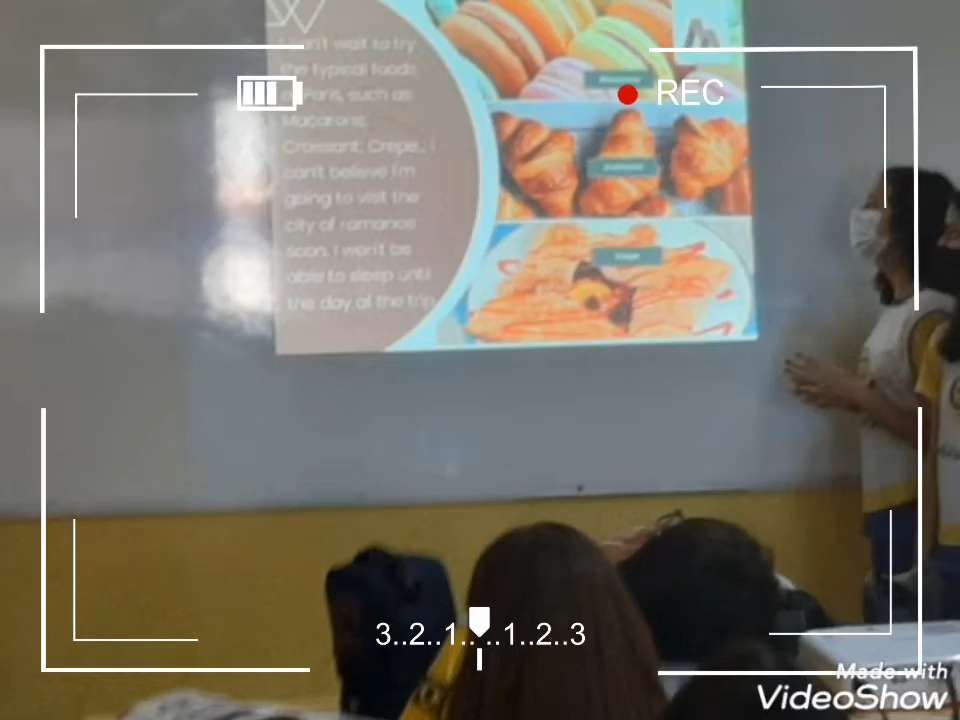 REC
I can't wait to try
the typical foods
of Paris, such as
Macarons,
Croissant, Crepe... I
can't believe I'm
going to visit the
city of romance
soon. I won't be
able to sleep until
the day of the trip
3..2..1.. ..1..2..3
Made with
VideoShow